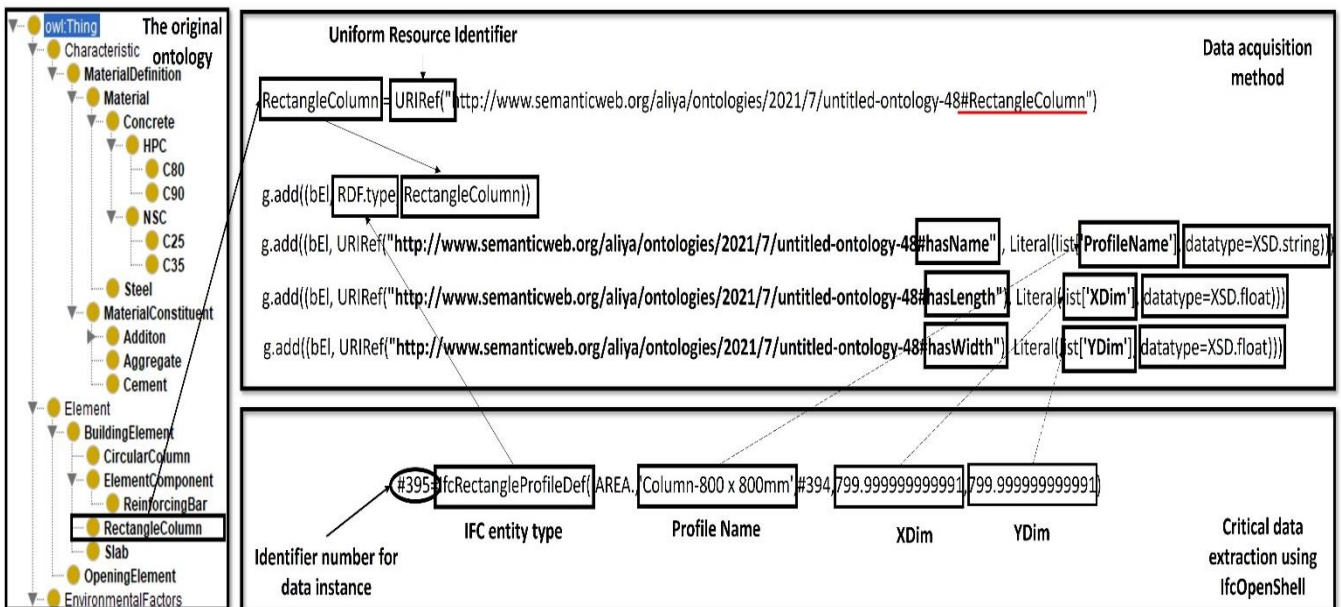 owl:Thing
The original
ontology
Characteristic
MaterialDefinition
Material
Concrete
HPC
C80
C90
NSC
C25
C35
Steel
MaterialConstituent
Additon
Aggregate
Cement
Element
BuildingElement
CircularColumn
ElementComponent
ReinforcingBar
RectangleColumn
Slab
OpeningElement
EnvironmentalFactors
Uniform Resource Identifier
Data acquisition
method
RectangleColumn = URIRef("http://www.semanticweb.org/aliya/ontologies/2021/7/untitled-ontology-48#RectangleColumn")
g.add((bEl, RDF.type RectangleColumn))
g.add((bEl, URIRef("http://www.semanticweb.org/aliya/ontologies/2021/7/untitled-ontology-48#hasName", Literal(list['ProfileName'], datatype=XSD.string)))
g.add((bEl, URIRef("http://www.semanticweb.org/aliya/ontologies/2021/7/untitled-ontology-48#hasLength"), Literal(list['XDim'], datatype=XSD.float)))
g.add((bEl, URIRef("http://www.semanticweb.org/aliya/ontologies/2021/7/untitled-ontology-48#hasWidth"), Literal(list['YDim'], datatype=XSD.float)))
#395=IfcRectangleProfileDef(.AREA.,'Column-800 x 800mm',#394,799.999999999991,799.999999999991)
IFC entity type
Profile Name
XDim
YDim
Identifier number for
data instance
Critical data
extraction using
IfcOpenShell